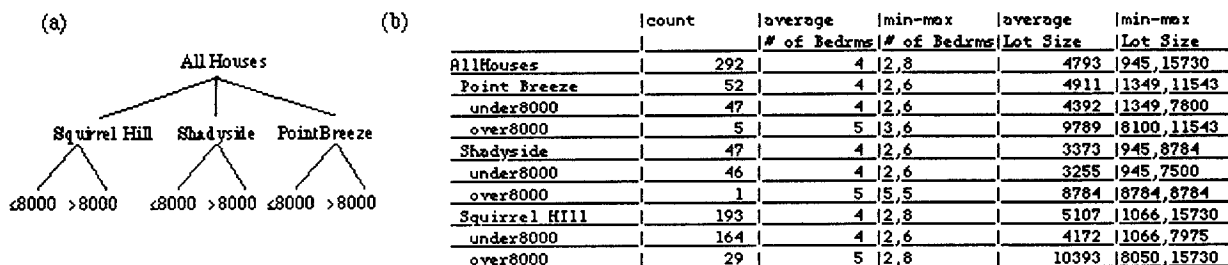 (a)
All Houses
Squirrel Hill Shadyside PointBreeze
≤8000 >8000 ≤8000 >8000 ≤8000 >8000
(b)
|count |average |min-max |average |min-max
| |# of Bedrms|# of Bedrms|Lot Size |Lot Size
AllHouses | 292| 4|2,8 | 4793|945,15730
Point Breeze | 52| 4|2,6 | 4911|1349,11543
under8000 | 47| 4|2,6 | 4392|1349,7800
over8000 | 5| 5|3,6 | 9789|8100,11543
Shadyside | 47| 4|2,6 | 3373|945,8784
under8000 | 46| 4|2,6 | 3255|945,7500
over8000 | 1| 5|5,5 | 8784|8784,8784
Squirrel HIll | 193| 4|2,8 | 5107|1066,15730
under8000 | 164| 4|2,6 | 4172|1066,7975
over8000 | 29| 5|2,8 | 10393|8050,15730